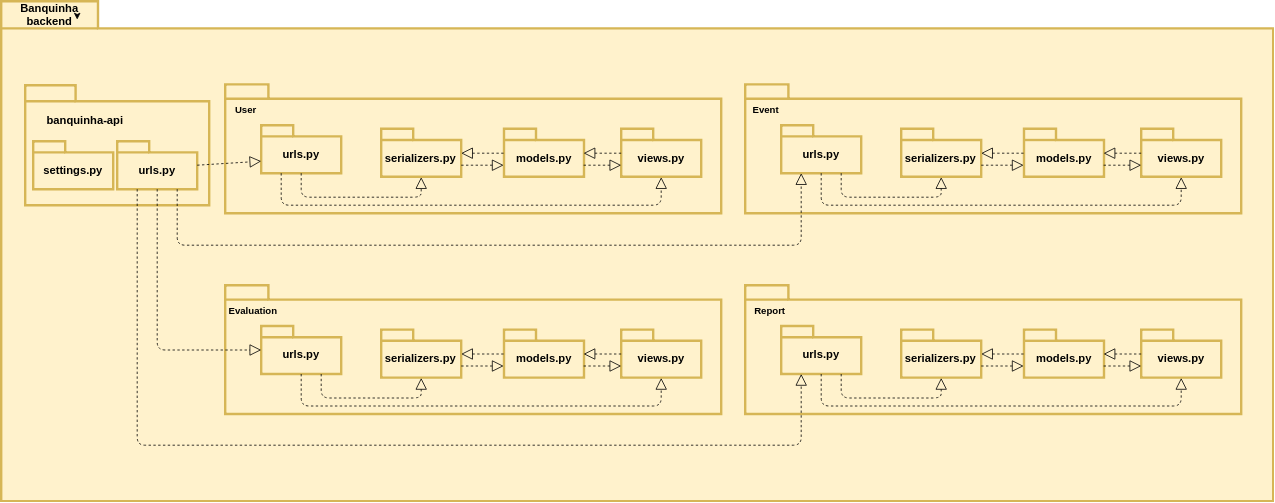 Banquinha
backend
banquinha-api
settings.py
urls.py
User
urls.py
serializers.py
models.py
views.py
Event
urls.py
serializers.py
models.py
views.py
Evaluation
urls.py
serializers.py
models.py
views.py
Report
urls.py
serializers.py
models.py
views.py